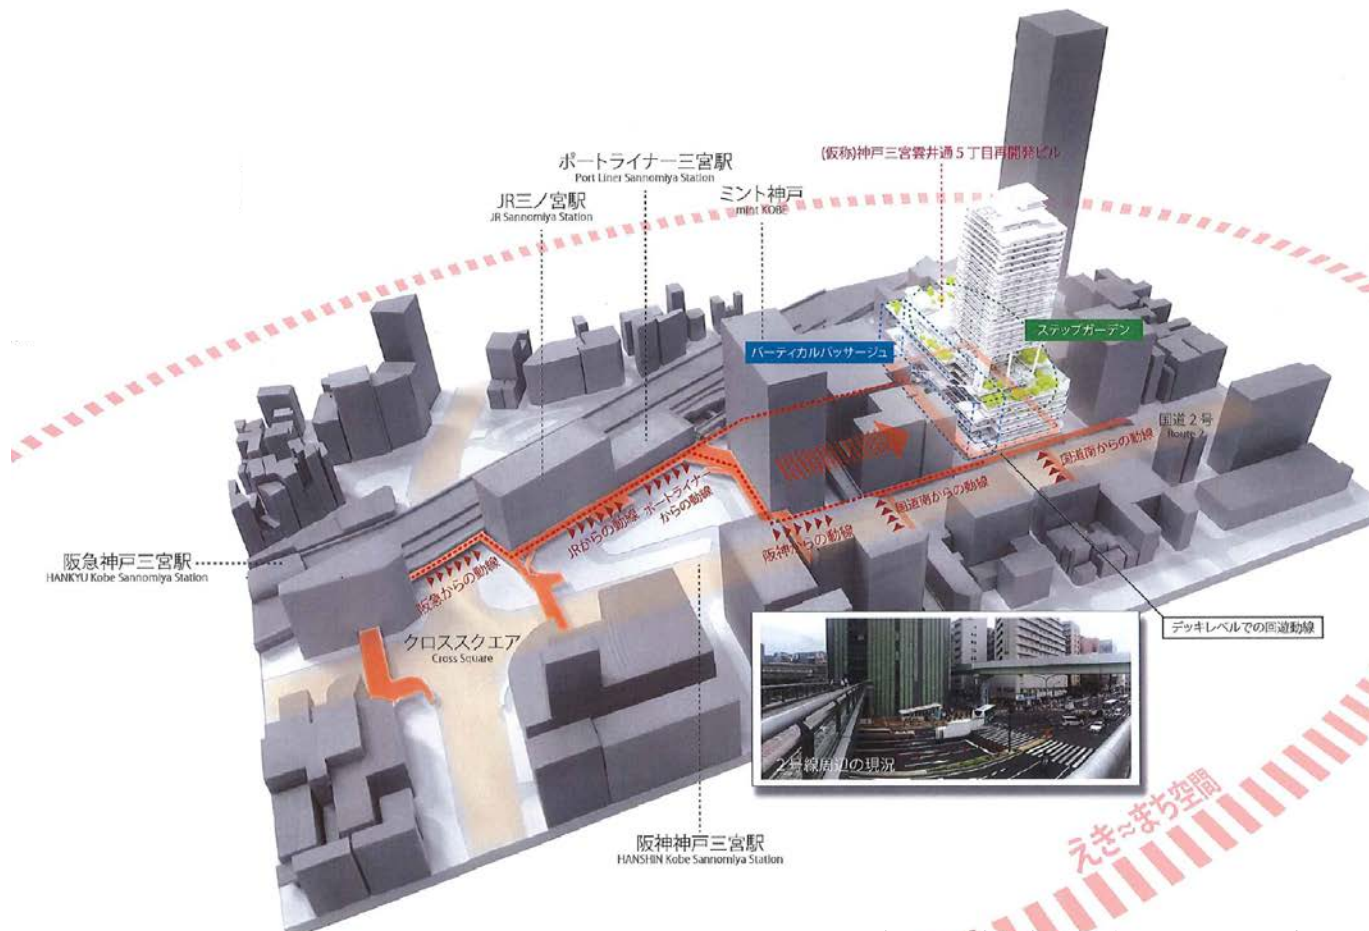 (仮称)神戸三宮雲井通5丁目再開発ビル
ポートライナー三宮駅
Port Liner Sannomiya Station
JR三ノ宮駅
JR Sannomiya Station
ミント神戸
mint KOBE
バーティカルパッサージュ
ステップガーデン
国道2号
Route 2
国道南からの動線
国道南からの動線
ポートライナー
からの動線
JRからの動線
阪神からの動線
阪急からの動線
阪急神戸三宮駅
HANKYU Kobe Sannomiya Station
クロススクエア
Cross Square
デッキレベルでの回遊動線
2号線周辺の現況
えき~まち空間
阪神神戸三宮駅
HANSHIN Kobe Sannomiya Station